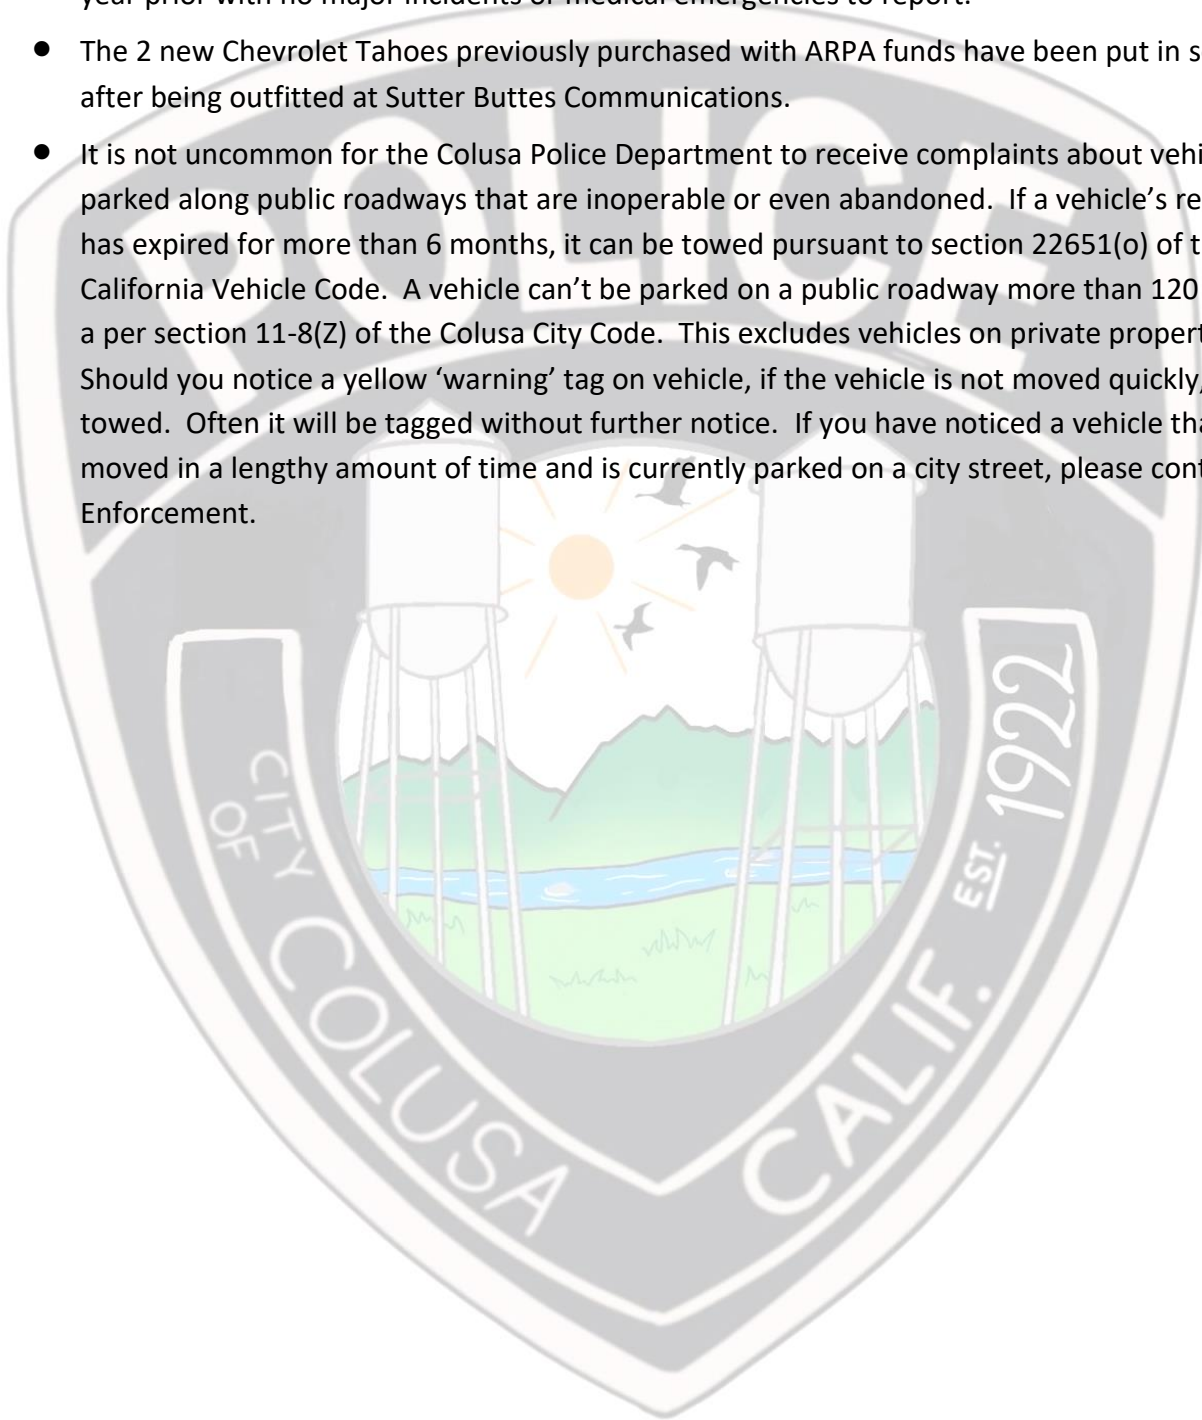 year prior with no major incidents or medical emergencies to report.
● The 2 new Chevrolet Tahoes previously purchased with ARPA funds have been put in s
after being outfitted at Sutter Buttes Communications.
● It is not uncommon for the Colusa Police Department to receive complaints about vehi
parked along public roadways that are inoperable or even abandoned. If a vehicle’s re
has expired for more than 6 months, it can be towed pursuant to section 22651(o) of t
California Vehicle Code. A vehicle can’t be parked on a public roadway more than 120
a per section 11-8(Z) of the Colusa City Code. This excludes vehicles on private propert
Should you notice a yellow ‘warning’ tag on vehicle, if the vehicle is not moved quickly,
towed. Often it will be tagged without further notice. If you have noticed a vehicle tha
moved in a lengthy amount of time and is currently parked on a city street, please cont
Enforcement.
POLICE
CITY OF COLUSA
CALIF. EST. 1922